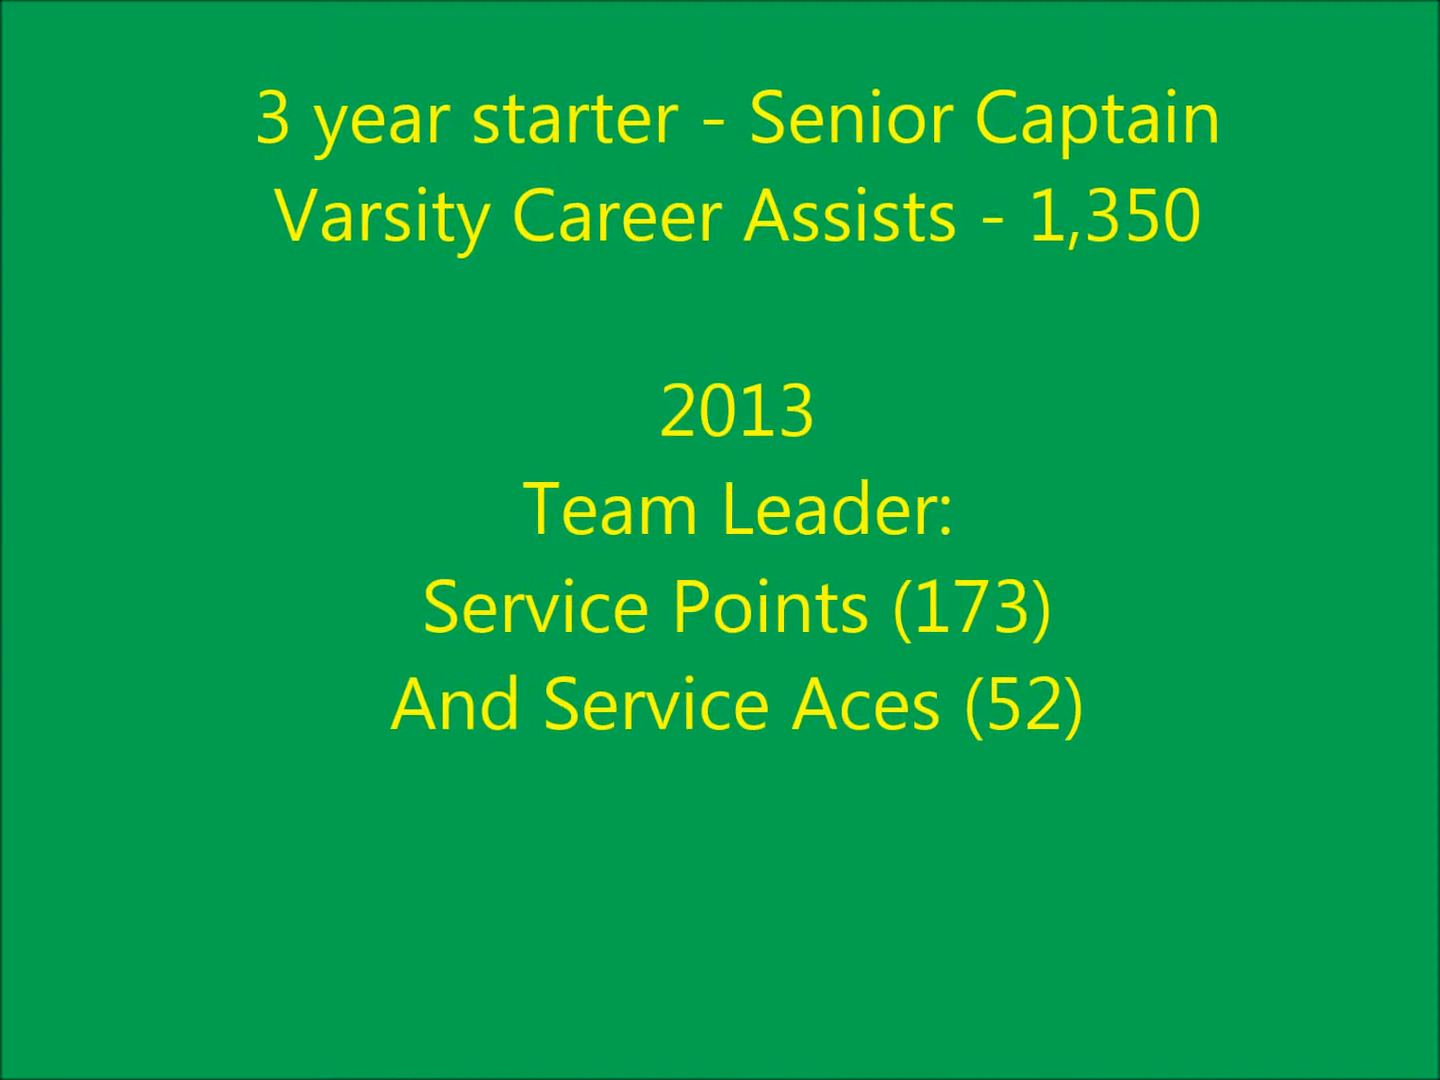 3 year starter - Senior Captain
Varsity Career Assists - 1,350
2013
Team Leader:
Service Points (173)
And Service Aces (52)